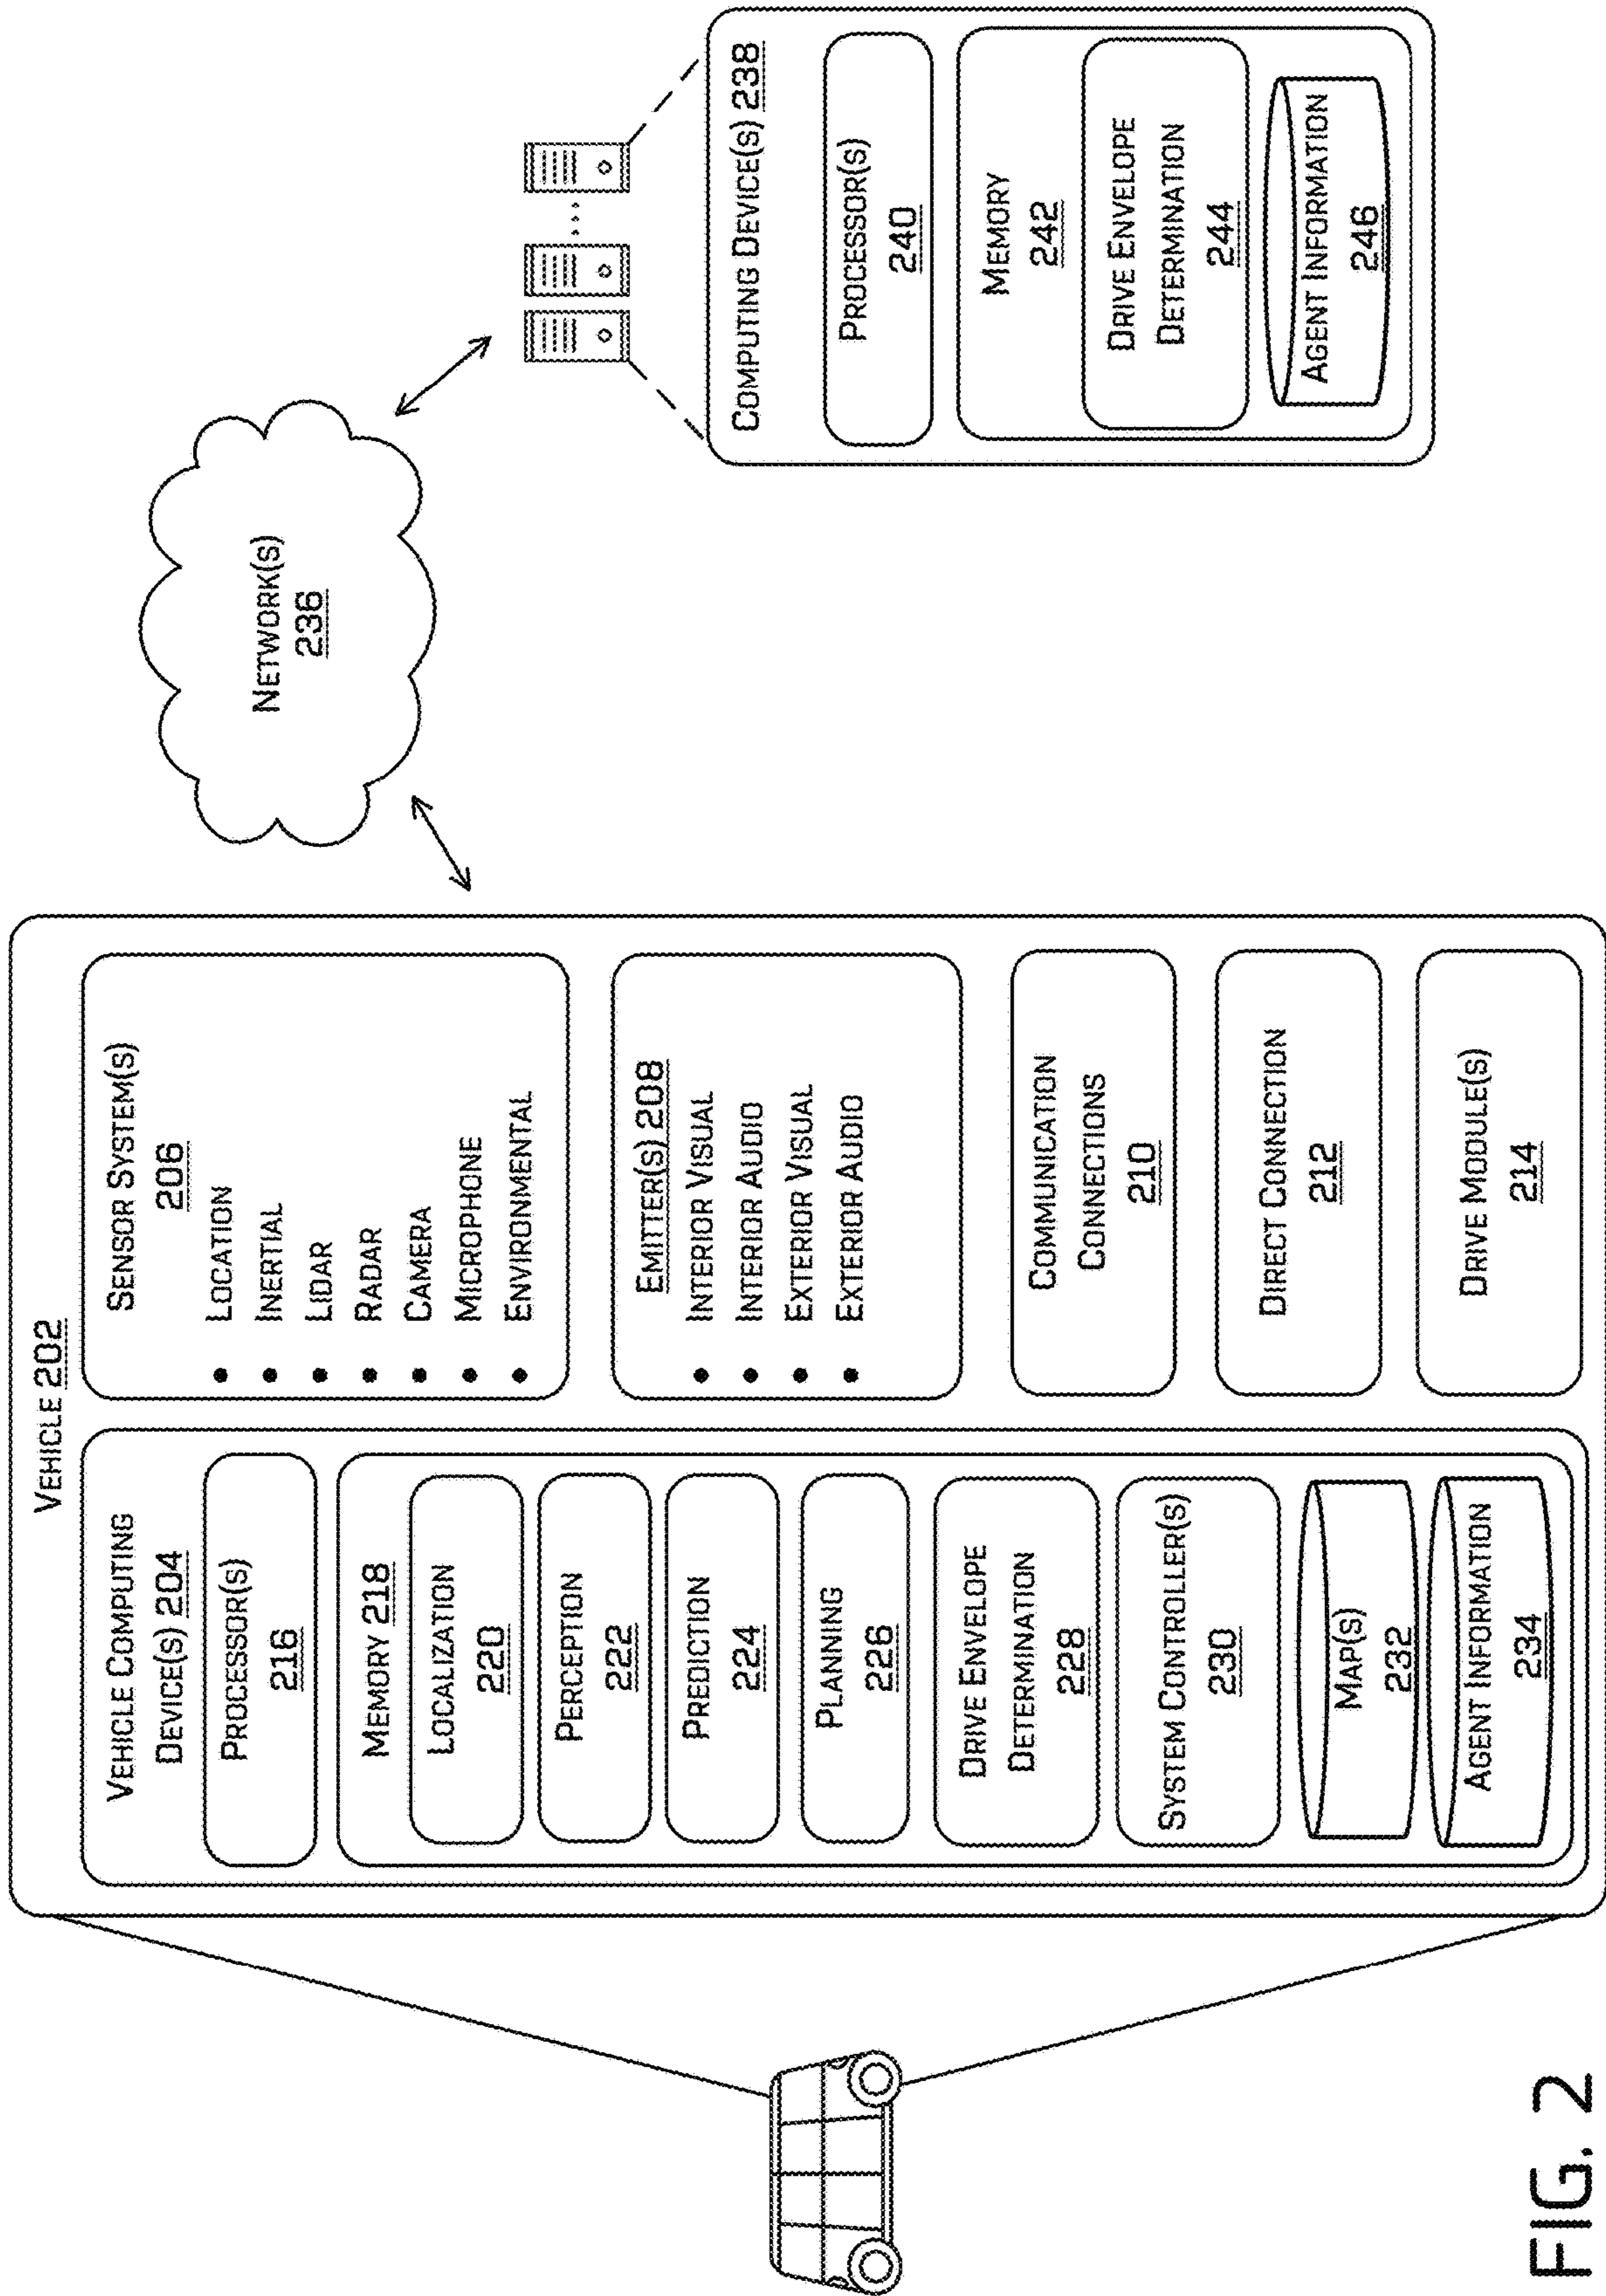 VEHICLE 202
VEHICLE COMPUTING
DEVICE(S) 204
PROCESSOR(S)
216
MEMORY 218
LOCALIZATION
220
PERCEPTION
222
PREDICTION
224
PLANNING
226
DRIVE ENVELOPE
DETERMINATION
228
SYSTEM CONTROLLER(S)
230
MAP(S)
232
AGENT INFORMATION
234
SENSOR SYSTEM(S)
206
• LOCATION
• INERTIAL
• LIDAR
• RADAR
• CAMERA
• MICROPHONE
• ENVIRONMENTAL
EMITTER(S) 208
• INTERIOR VISUAL
• INTERIOR AUDIO
• EXTERIOR VISUAL
• EXTERIOR AUDIO
COMMUNICATION
CONNECTIONS
210
DIRECT CONNECTION
212
DRIVE MODULE(S)
214
NETWORK(S)
236
COMPUTING DEVICE(S) 238
PROCESSOR(S)
240
MEMORY
242
DRIVE ENVELOPE
DETERMINATION
244
AGENT INFORMATION
246
FIG. 2